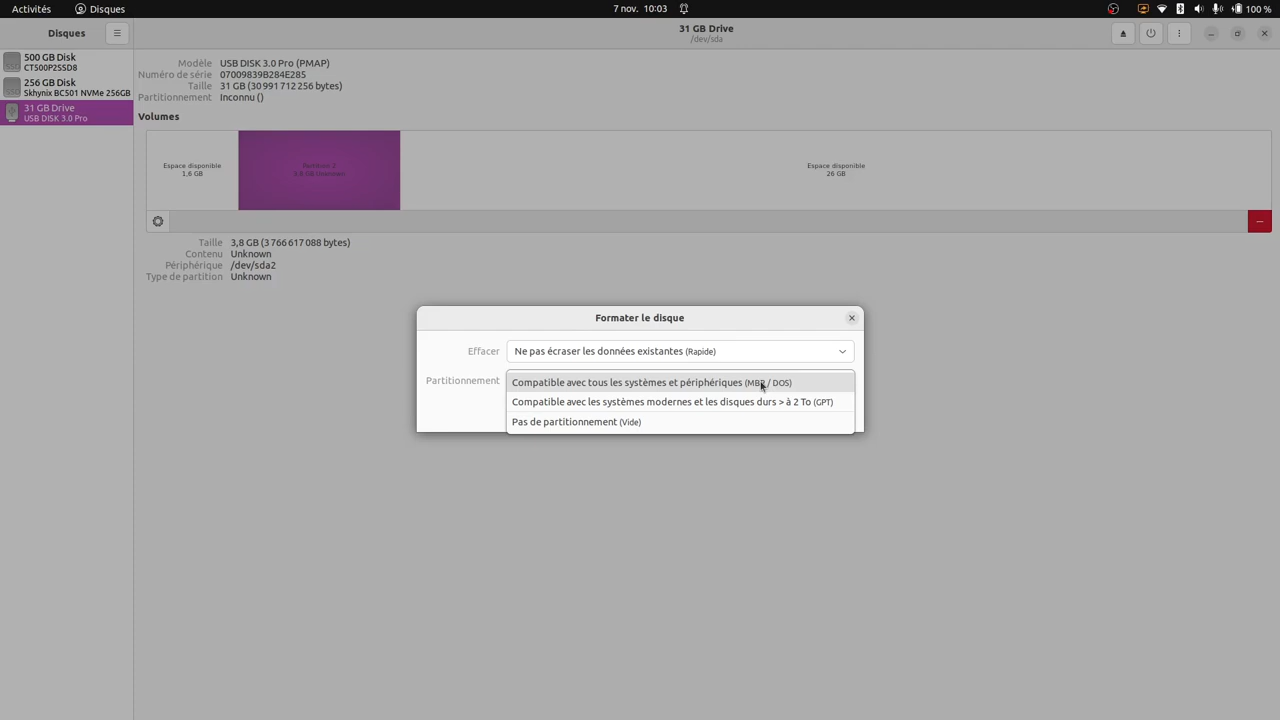 Activités
Disques
7 nov. 10:03
100 %
Disques
31 GB Drive
/dev/sda
500 GB Disk
CT500P2SSD8
256 GB Disk
Skhynix BC501 NVMe 256GB
31 GB Drive
USB DISK 3.0 Pro
Modèle USB DISK 3.0 Pro (PMAP)
Numéro de série 07009839B284E285
Taille 31 GB (30 991 712 256 bytes)
Partitionnement Inconnu ()
Volumes
Espace disponible
1,6 GB
Partition 2
3,8 GB Unknown
Espace disponible
26 GB
Taille 3,8 GB (3 766 617 088 bytes)
Contenu Unknown
Périphérique /dev/sda2
Type de partition Unknown
Formater le disque
Effacer Ne pas écraser les données existantes (Rapide)
Partitionnement Compatible avec tous les systèmes et périphériques (MBR / DOS)
Compatible avec les systèmes modernes et les disques durs > à 2 To (GPT)
Pas de partitionnement (Vide)